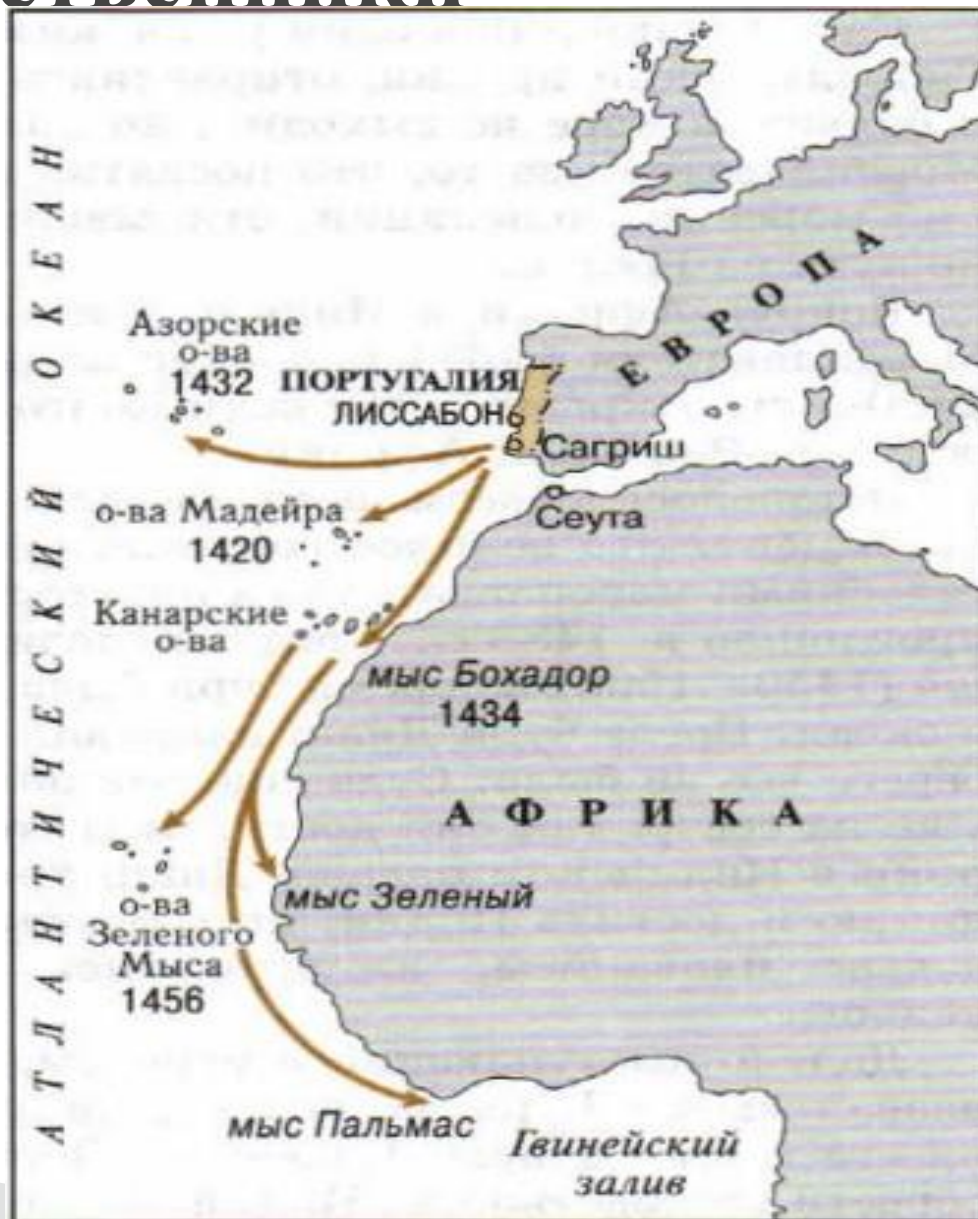 АТЛАНТИЧЕСКИЙ ОКЕАН
ЕВРОПА
Азорские
о-ва
1432
ПОРТУГАЛИЯ
ЛИССАБОН
Сагриш
о-ва Мадейра
1420
Сеута
Канарские
о-ва
мыс Бохадор
1434
АФРИКА
мыс Зеленый
о-ва
Зеленого
Мыса
1456
мыс Пальмас
Гвинейский
залив